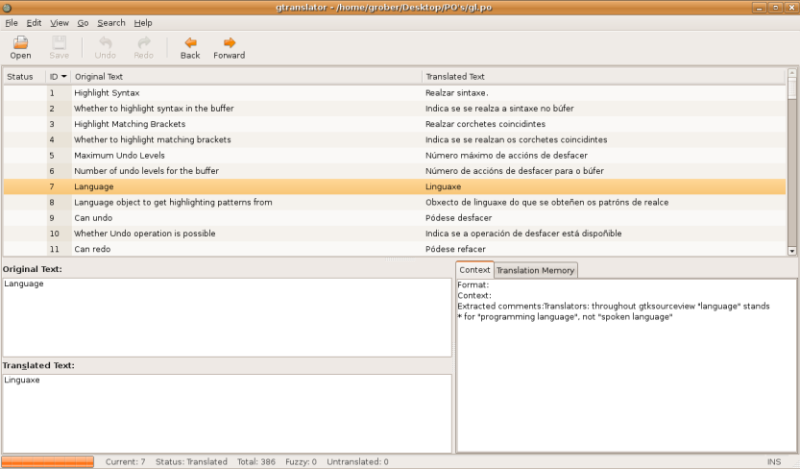 gtranslator - /home/grober/Desktop/PO's/gl.po
File Edit View Go Search Help
Open Save Undo Redo Back Forward
Status ID Original Text Translated Text
1 Highlight Syntax Realzar sintaxe.
2 Whether to highlight syntax in the buffer Indica se se realza a sintaxe no búfer
3 Highlight Matching Brackets Realzar corchetes coincidintes
4 Whether to highlight matching brackets Indica se se realzan os corchetes coincidintes
5 Maximum Undo Levels Número máximo de accións de desfacer
6 Number of undo levels for the buffer Número de accións de desfacer para o búfer
7 Language Linguaxe
8 Language object to get highlighting patterns from Obxecto de linguaxe do que se obteñen os patróns de realce
9 Can undo Pódese desfacer
10 Whether Undo operation is possible Indica se a operación de desfacer está dispoñible
11 Can redo Pódese refacer
Original Text:
Language
Translated Text:
Linguaxe
Context Translation Memory
Format:
Context:
Extracted comments:Translators: throughout gtksourceview "language" stands
* for "programming language", not "spoken language"
Current: 7 Status: Translated Total: 386 Fuzzy: 0 Untranslated: 0 INS